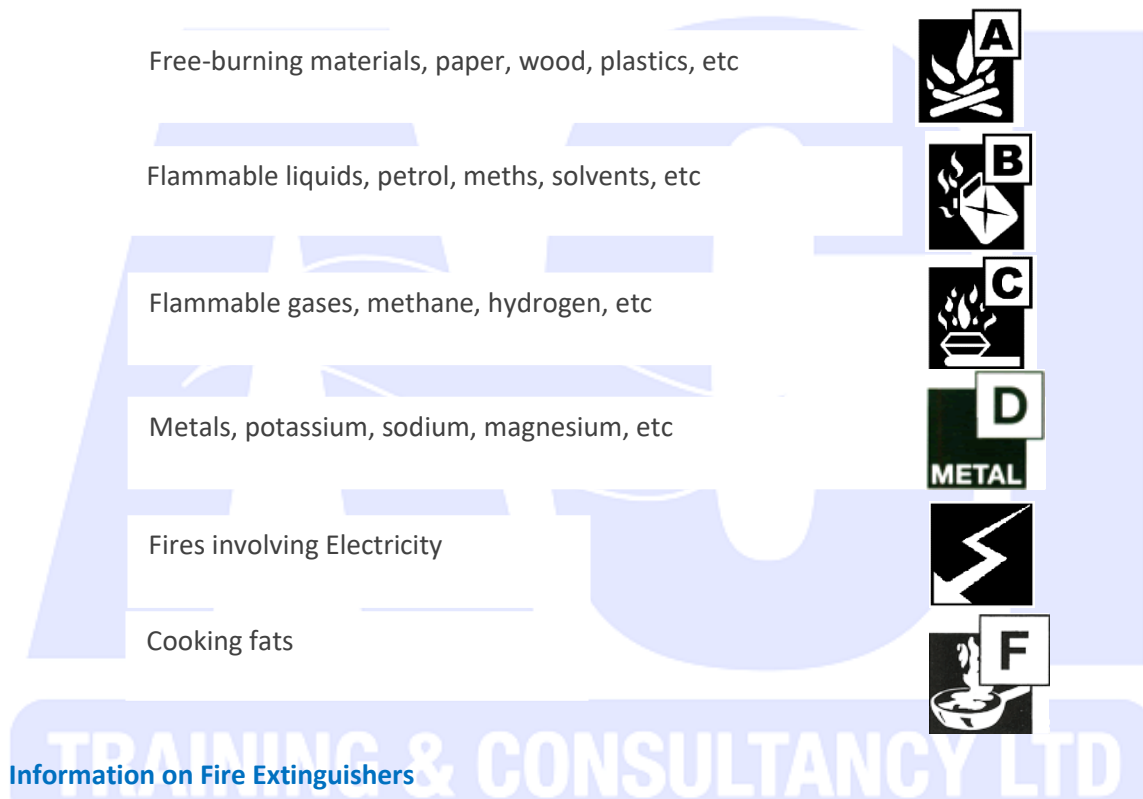 Free-burning materials, paper, wood, plastics, etc
A
Flammable liquids, petrol, meths, solvents, etc
B
Flammable gases, methane, hydrogen, etc
C
Metals, potassium, sodium, magnesium, etc
D
METAL
Fires involving Electricity
Cooking fats
F
TRAINING & CONSULTANCY LTD
Information on Fire Extinguishers